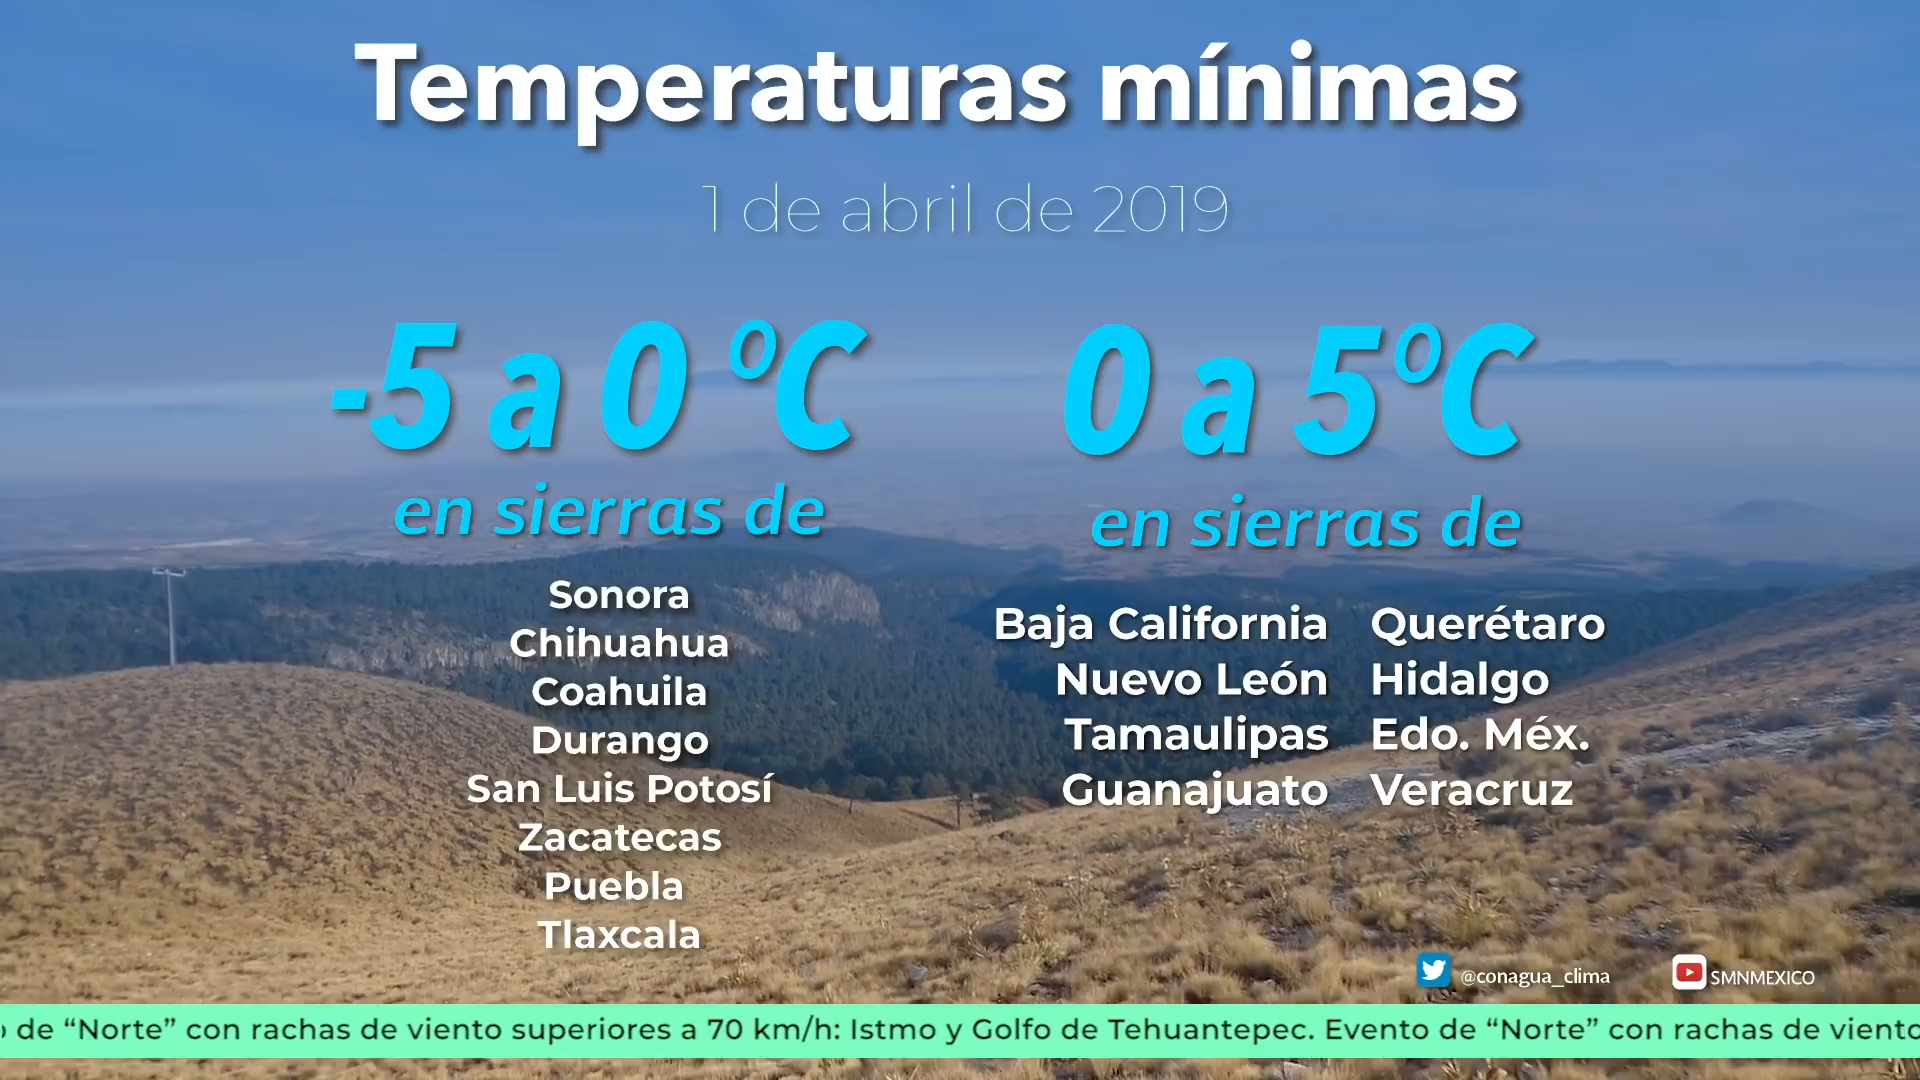 Temperaturas mínimas
1 de abril de 2019
-5 a 0 ºC
en sierras de
Sonora
Chihuahua
Coahuila
Durango
San Luis Potosí
Zacatecas
Puebla
Tlaxcala
0 a 5ºC
en sierras de
Baja California
Nuevo León
Tamaulipas
Guanajuato
Querétaro
Hidalgo
Edo. Méx.
Veracruz
@conagua_clima
SMNMEXICO
de “Norte” con rachas de viento superiores a 70 km/h: Istmo y Golfo de Tehuantepec. Evento de “Norte” con rachas de viento